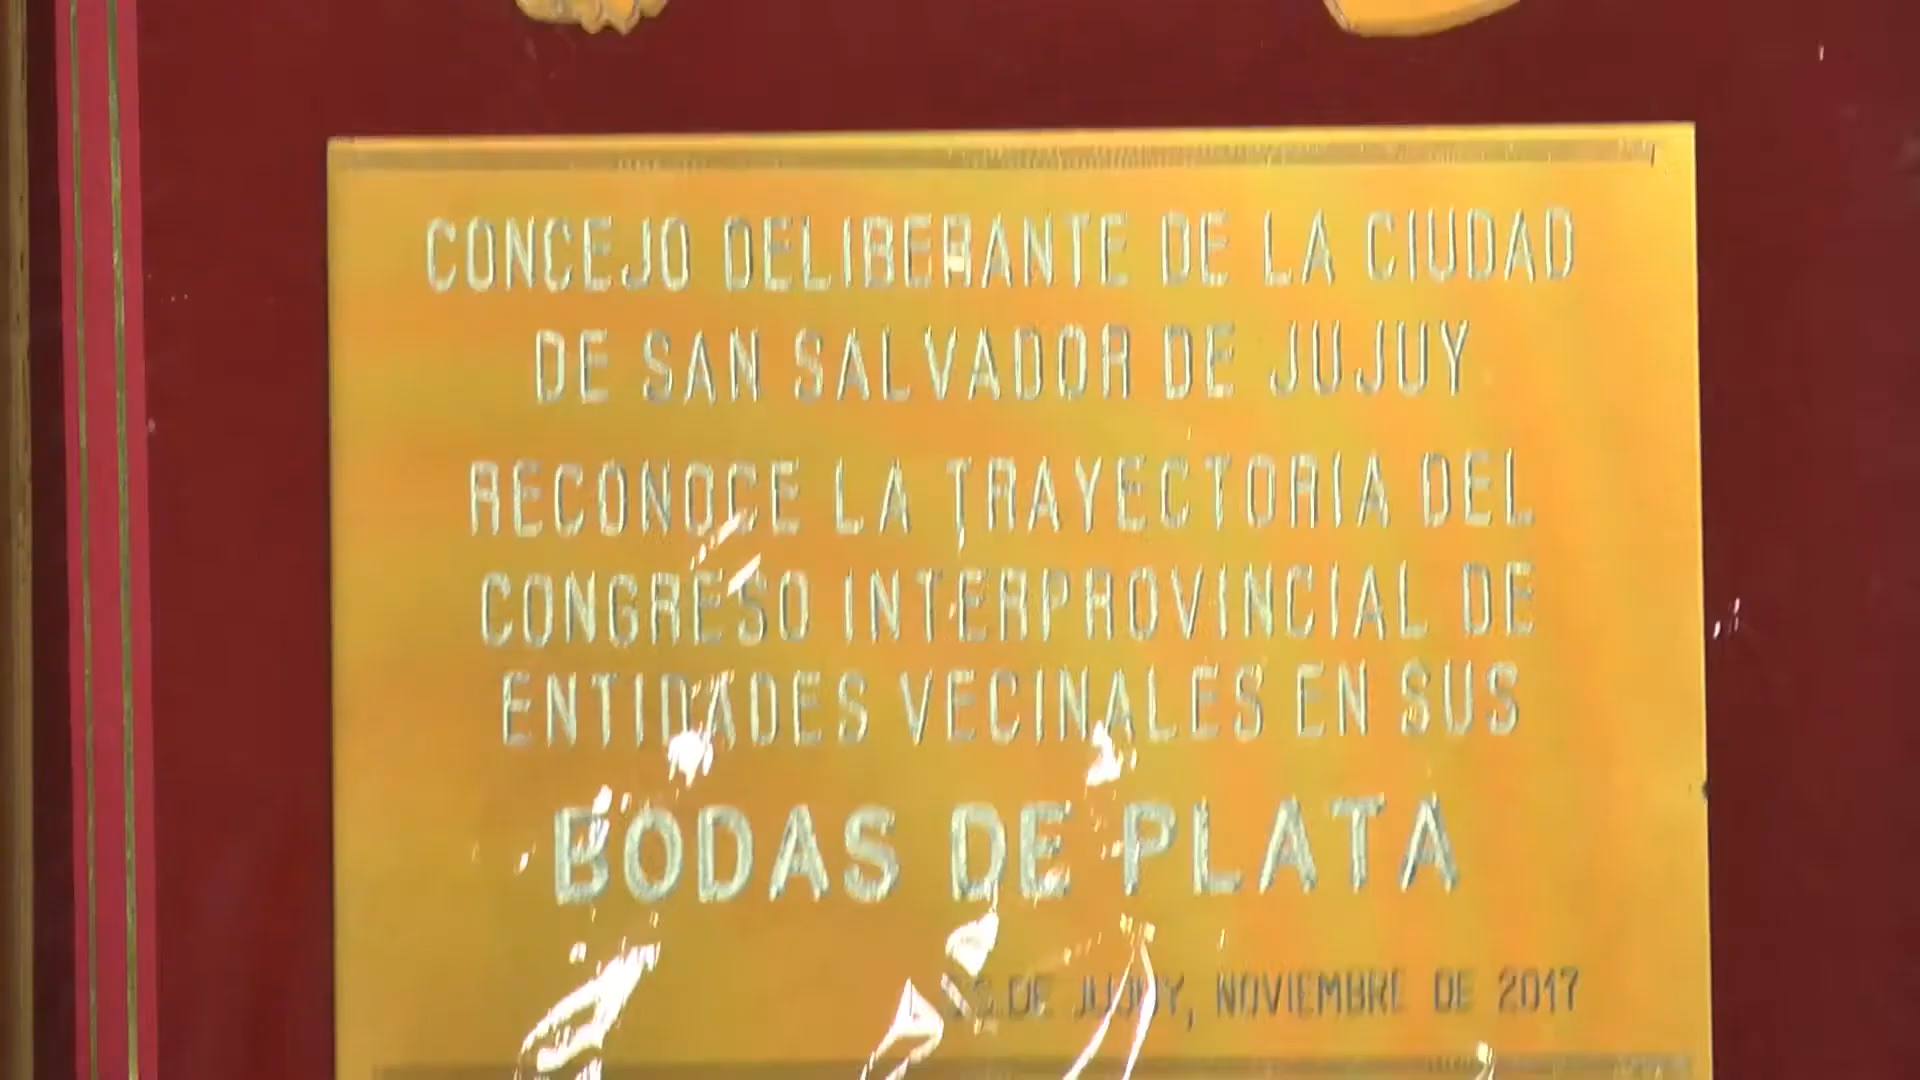 CONCEJO DELIBERANTE DE LA CIUDAD
DE SAN SALVADOR DE JUJUY
RECONOCE LA TRAYECTORIA DEL
CONGRESO INTERPROVINCIAL DE
ENTIDADES VECINALES EN SUS
BODAS DE PLATA
DE JUJUY, NOVIEMBRE DE 2017